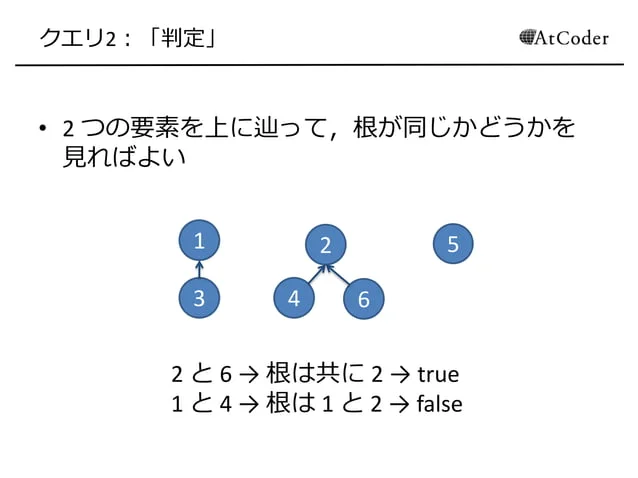 クエリ2：「判定」
AtCoder
• 2 つの要素を上に辿って，根が同じかどうかを
見ればよい
1
2
5
3
4
6
2 と 6 → 根は共に 2 → true
1 と 4 → 根は 1 と 2 → false